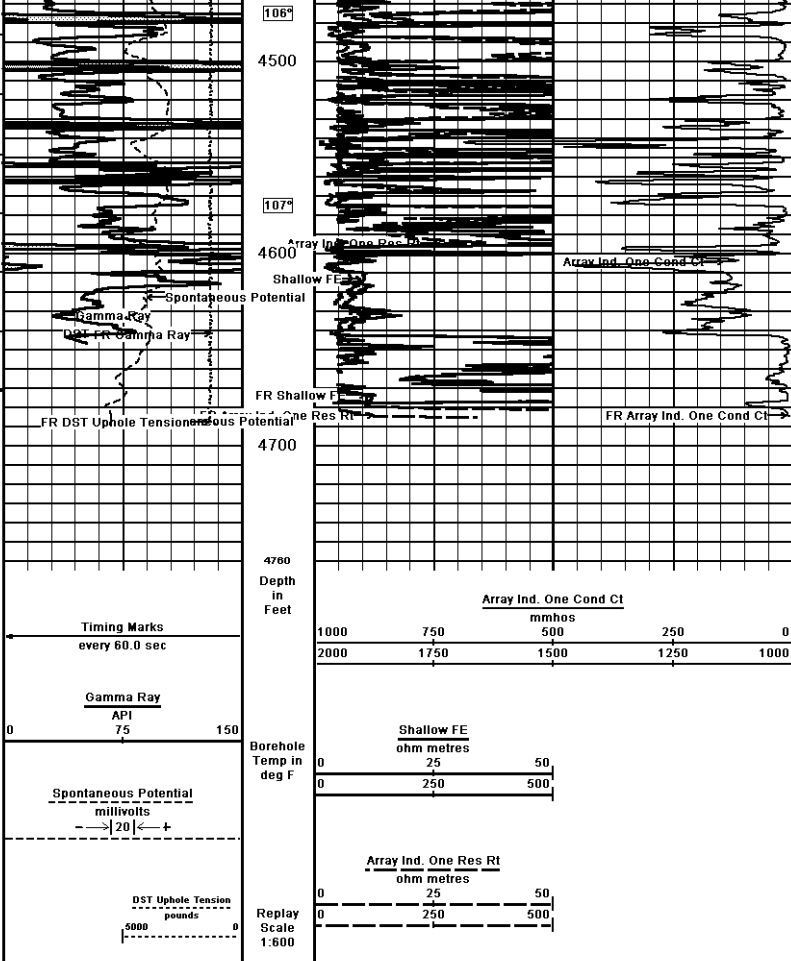 106º
4500
107º
Array Ind. One Res Rt
4600
Array Ind. One Cond Ct
Shallow FE
Spontaneous Potential
Gamma Ray
DST FR Gamma Ray
FR Shallow FE
One Res Rt
FR Array Ind. One Cond Ct
FR DST Uphole Tension
Potential
4700
4760
Depth
in
Feet
Array Ind. One Cond Ct
mmhos
1000 750 500 250 0
2000 1750 1500 1250 1000
Timing Marks
every 60.0 sec
Gamma Ray
API
0 75 150
Shallow FE
ohm metres
0 25 50
0 250 500
Borehole
Temp in
deg F
Spontaneous Potential
millivolts
- 20 +
Array Ind. One Res Rt
ohm metres
0 25 50
0 250 500
DST Uphole Tension
pounds
5000 0
Replay
Scale
1:600